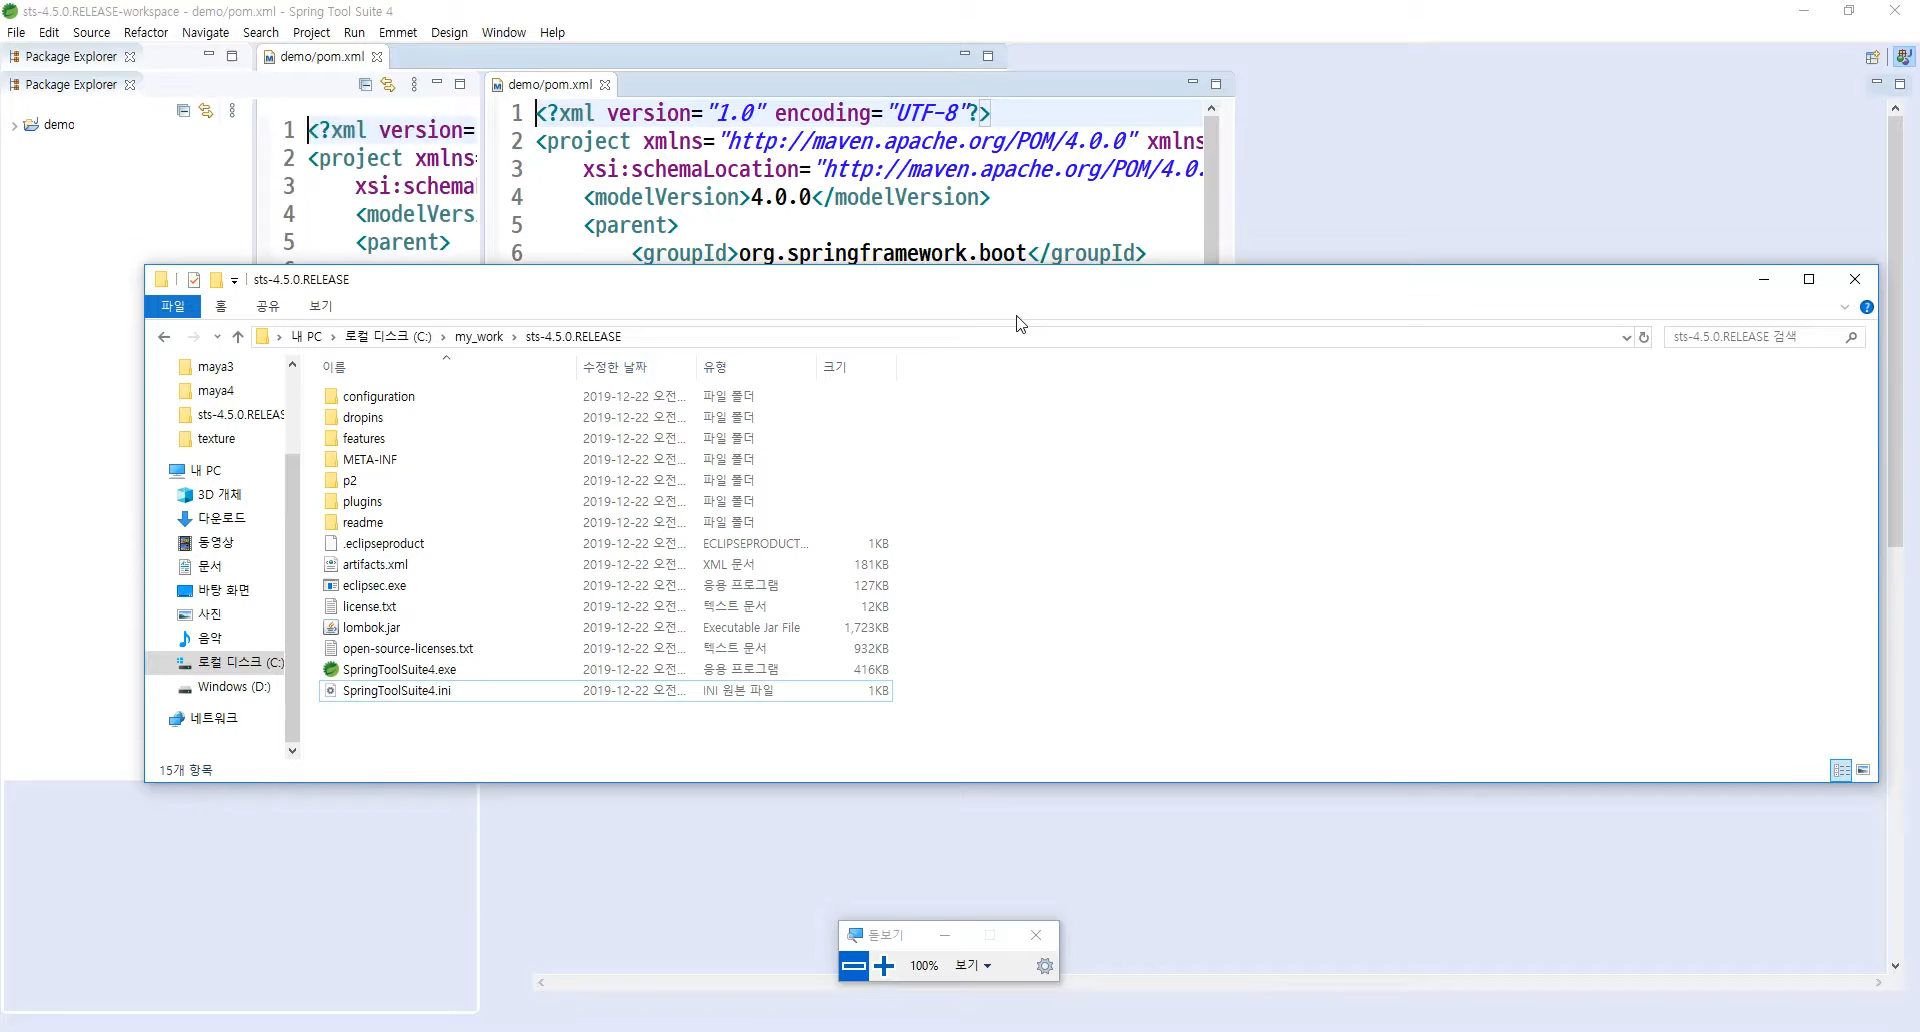 sts-4.5.0.RELEASE-workspace - demo/pom.xml - Spring Tool Suite 4
File Edit Source Refactor Navigate Search Project Run Emmet Design Window Help
Package Explorer
demo/pom.xml
Package Explorer
demo/pom.xml
demo
1 <?xml version=
2 <project xmlns:
3 xsi:schema
4 <modelVers
5 <parent>
1 <?xml version="1.0" encoding="UTF-8"?>
2 <project xmlns="http://maven.apache.org/POM/4.0.0" xmlns
3 xsi:schemaLocation="http://maven.apache.org/POM/4.0.
4 <modelVersion>4.0.0</modelVersion>
5 <parent>
6 <groupId>org.springframework.boot</groupId>
sts-4.5.0.RELEASE
파일 홈 공유 보기
내 PC 로컬 디스크 (C:) my_work sts-4.5.0.RELEASE
sts-4.5.0.RELEASE 검색
maya3
maya4
sts-4.5.0.RELEAS
texture
내 PC
3D 개체
다운로드
동영상
문서
바탕 화면
사진
음악
로컬 디스크 (C:)
Windows (D:)
네트워크
이름 수정한 날짜 유형 크기
configuration 2019-12-22 오전... 파일 폴더
dropins 2019-12-22 오전... 파일 폴더
features 2019-12-22 오전... 파일 폴더
META-INF 2019-12-22 오전... 파일 폴더
p2 2019-12-22 오전... 파일 폴더
plugins 2019-12-22 오전... 파일 폴더
readme 2019-12-22 오전... 파일 폴더
.eclipseproduct 2019-12-22 오전... ECLIPSEPRODUCT... 1KB
artifacts.xml 2019-12-22 오전... XML 문서 181KB
eclipsec.exe 2019-12-22 오전... 응용 프로그램 127KB
license.txt 2019-12-22 오전... 텍스트 문서 12KB
lombok.jar 2019-12-22 오전... Executable Jar File 1,723KB
open-source-licenses.txt 2019-12-22 오전... 텍스트 문서 932KB
SpringToolSuite4.exe 2019-12-22 오전... 응용 프로그램 416KB
SpringToolSuite4.ini 2019-12-22 오전... INI 원본 파일 1KB
15개 항목
돋보기
100% 보기